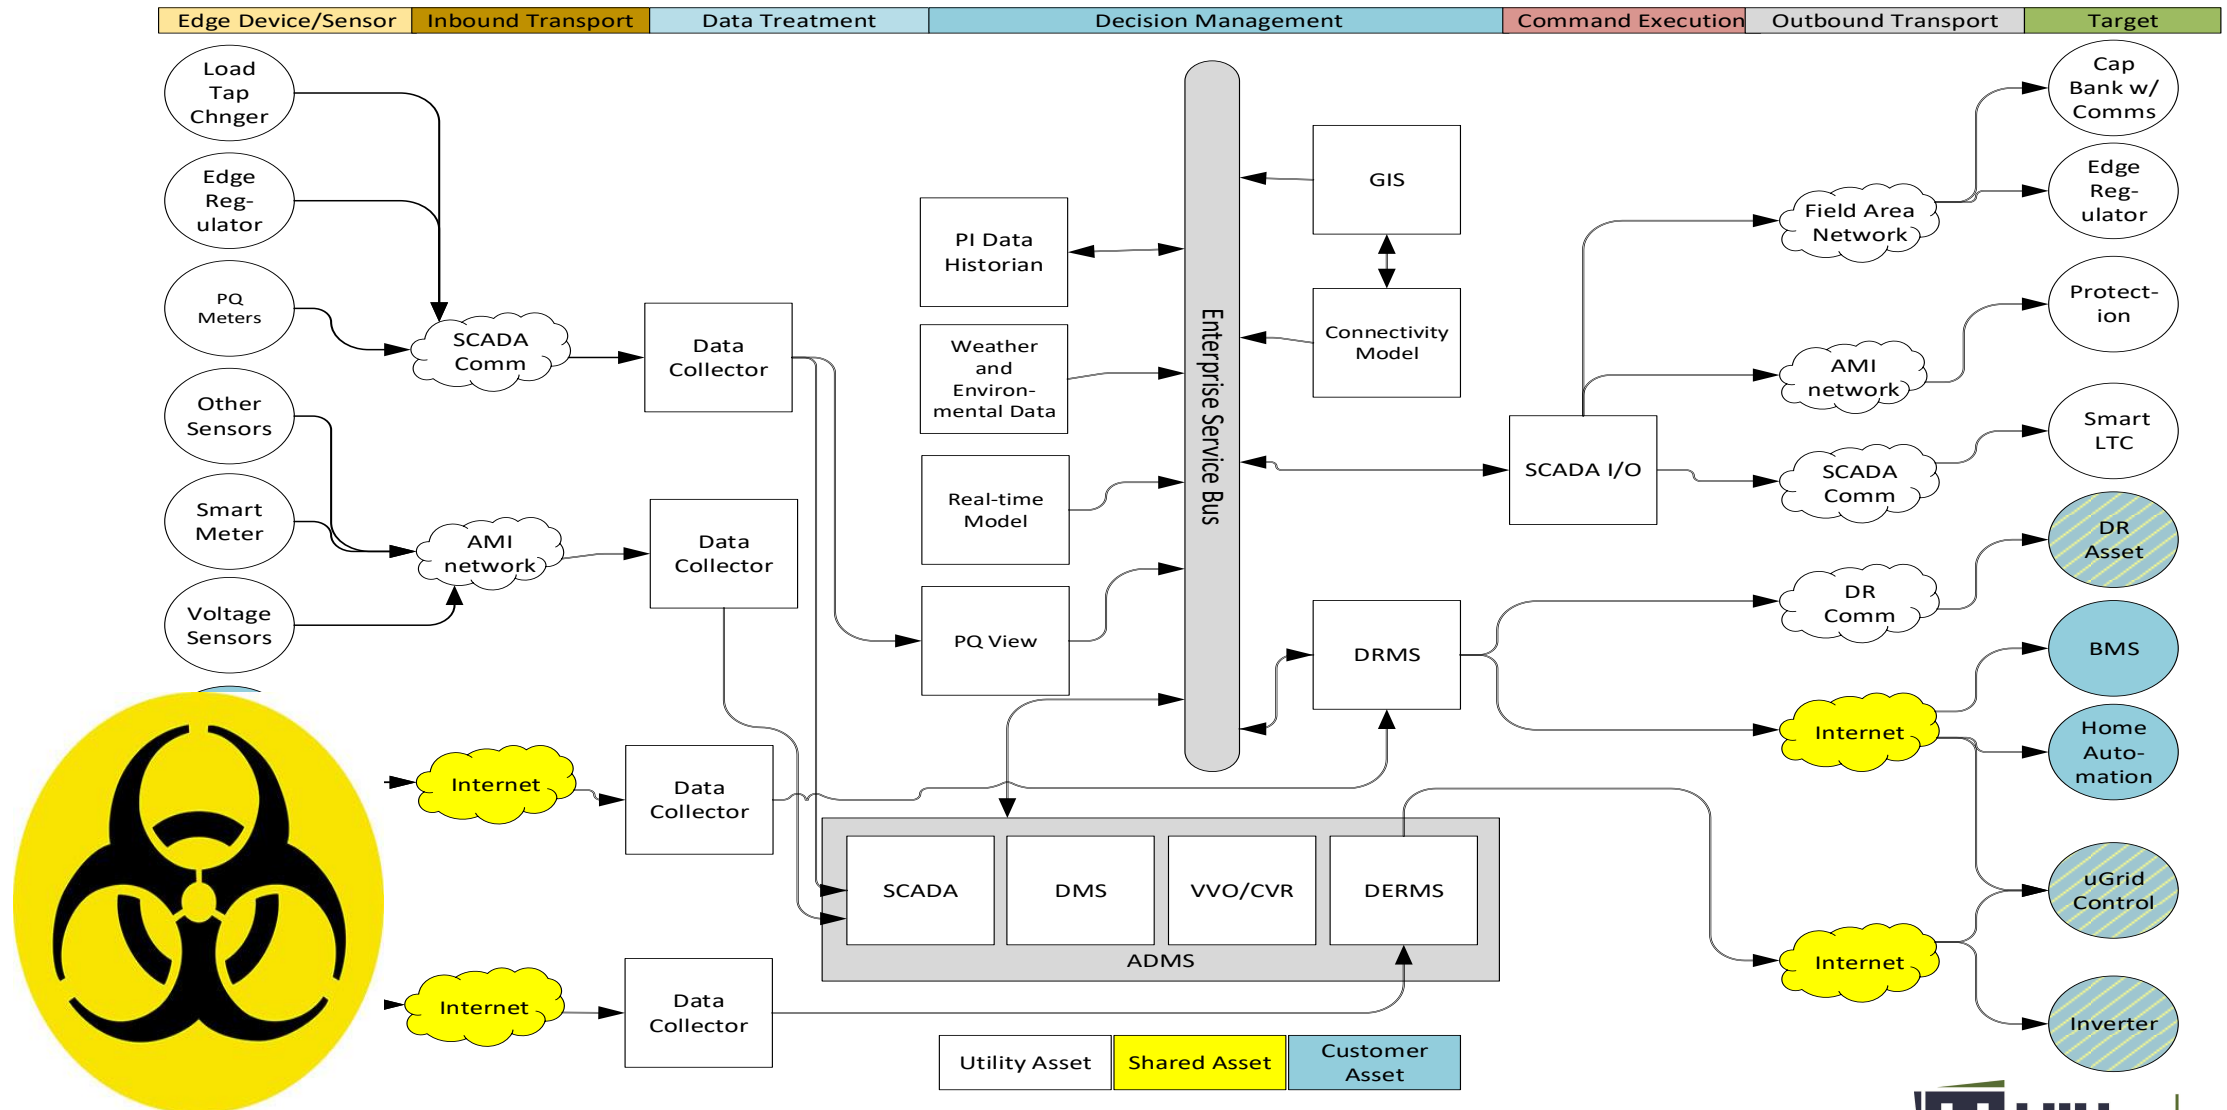 Edge Device/Sensor
Inbound Transport
Data Treatment
Decision Management
Command Execution
Outbound Transport
Target
Load
Tap
Chnger
Edge
Reg-
ulator
PQ
Meters
Other
Sensors
Smart
Meter
Voltage
Sensors
SCADA
Comm
AMI
network
Internet
Internet
Data
Collector
Data
Collector
Data
Collector
Data
Collector
PI Data
Historian
Weather
and
Environ-
mental Data
Real-time
Model
PQ View
Enterprise Service Bus
GIS
Connectivity
Model
DRMS
SCADA
DMS
VVO/CVR
DERMS
ADMS
SCADA I/O
Field Area
Network
AMI
network
SCADA
Comm
DR
Comm
Internet
Internet
Cap
Bank w/
Comms
Edge
Reg-
ulator
Protect-
ion
Smart
LTC
DR
Asset
BMS
Home
Auto-
mation
uGrid
Control
Inverter
Utility Asset
Shared Asset
Customer
Asset